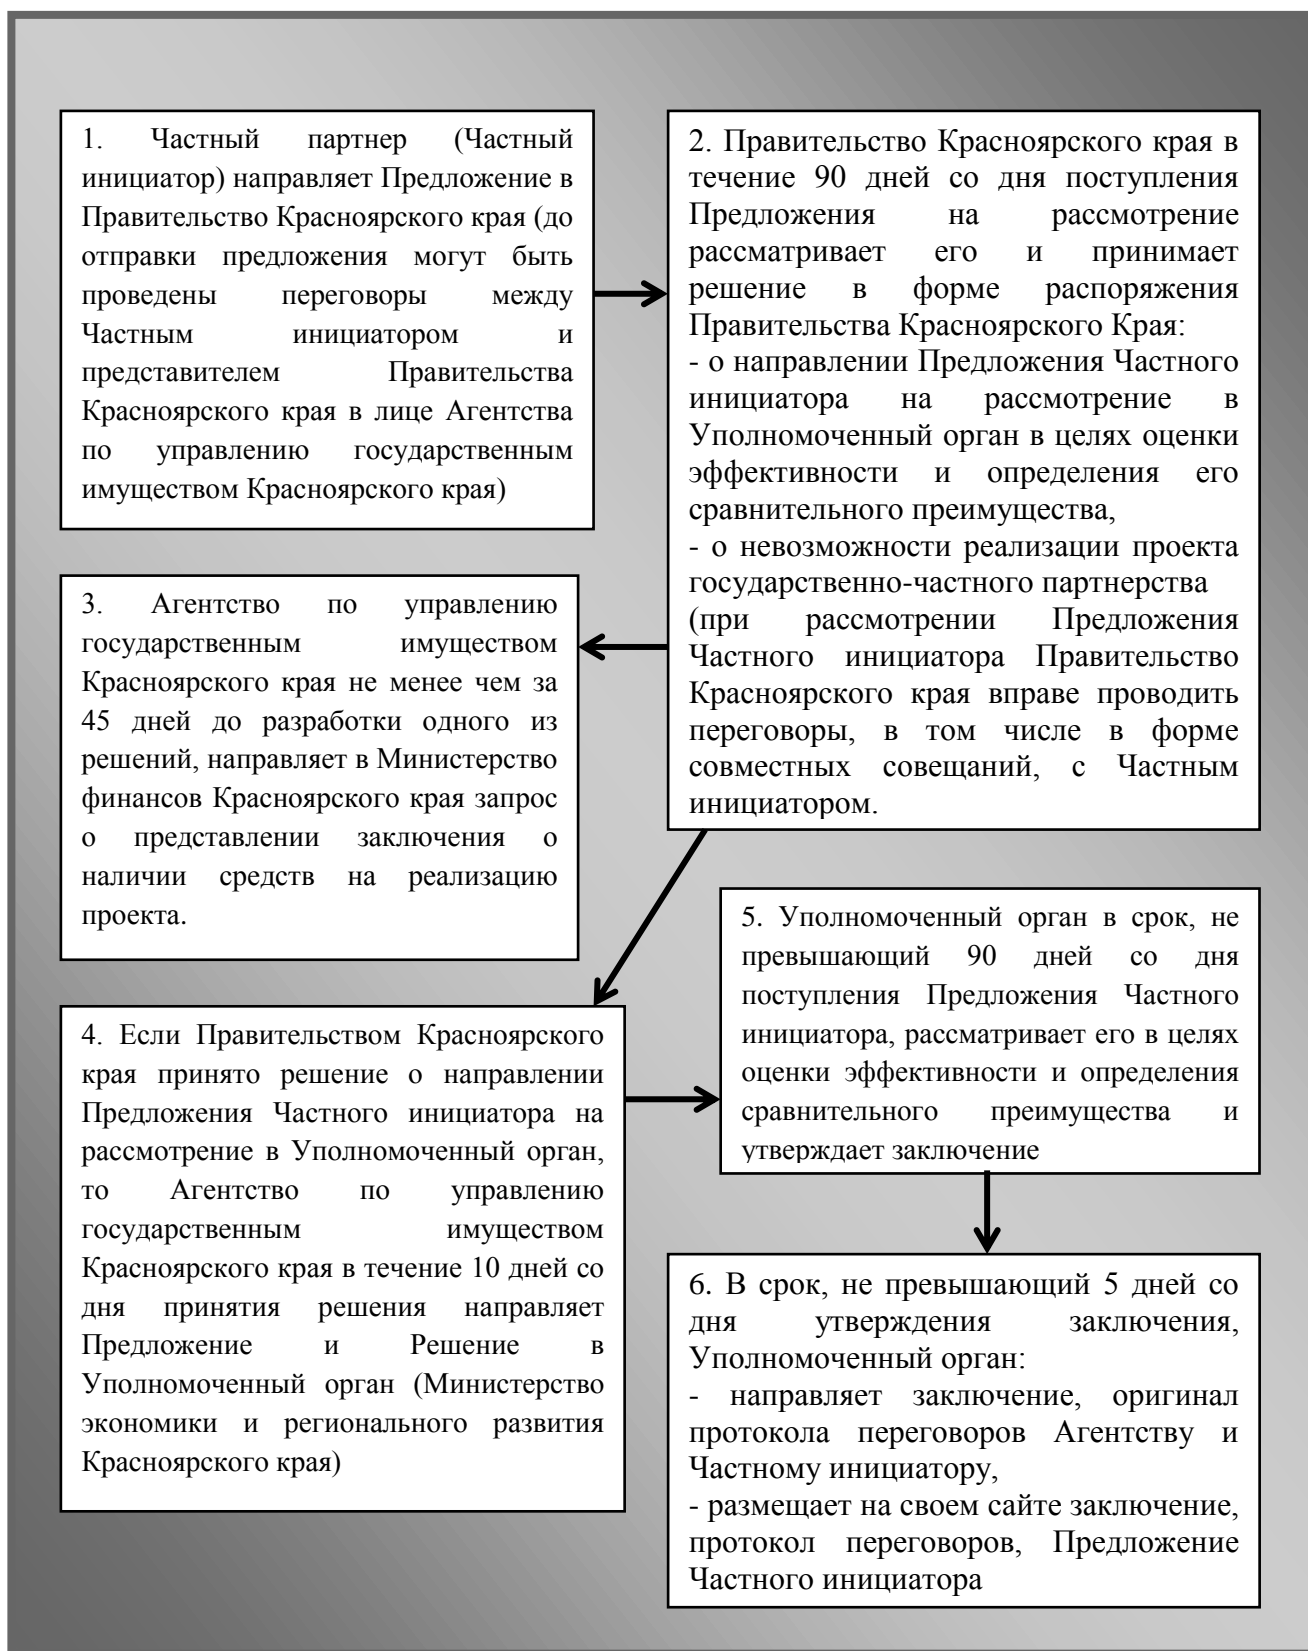 1. Частный партнер (Частный
инициатор) направляет Предложение в
Правительство Красноярского края (до
отправки предложения могут быть
проведены переговоры между
Частным инициатором и
представителем Правительства
Красноярского края в лице Агентства
по управлению государственным
имуществом Красноярского края)
2. Правительство Красноярского края в
течение 90 дней со дня поступления
Предложения на рассмотрение
рассматривает его и принимает
решение в форме распоряжения
Правительства Красноярского Края:
- о направлении Предложения Частного
инициатора на рассмотрение в
Уполномоченный орган в целях оценки
эффективности и определения его
сравнительного преимущества,
- о невозможности реализации проекта
государственно-частного партнерства
(при рассмотрении Предложения
Частного инициатора Правительство
Красноярского края вправе проводить
переговоры, в том числе в форме
совместных совещаний, с Частным
инициатором.
3. Агентство по управлению
государственным имуществом
Красноярского края не менее чем за
45 дней до разработки одного из
решений, направляет в Министерство
финансов Красноярского края запрос
о представлении заключения о
наличии средств на реализацию
проекта.
4. Если Правительством Красноярского
края принято решение о направлении
Предложения Частного инициатора на
рассмотрение в Уполномоченный орган,
то Агентство по управлению
государственным имуществом
Красноярского края в течение 10 дней со
дня принятия решения направляет
Предложение и Решение в
Уполномоченный орган (Министерство
экономики и регионального развития
Красноярского края)
5. Уполномоченный орган в срок, не
превышающий 90 дней со дня
поступления Предложения Частного
инициатора, рассматривает его в целях
оценки эффективности и определения
сравнительного преимущества и
утверждает заключение
6. В срок, не превышающий 5 дней со
дня утверждения заключения,
Уполномоченный орган:
- направляет заключение, оригинал
протокола переговоров Агентству и
Частному инициатору,
- размещает на своем сайте заключение,
протокол переговоров, Предложение
Частного инициатора